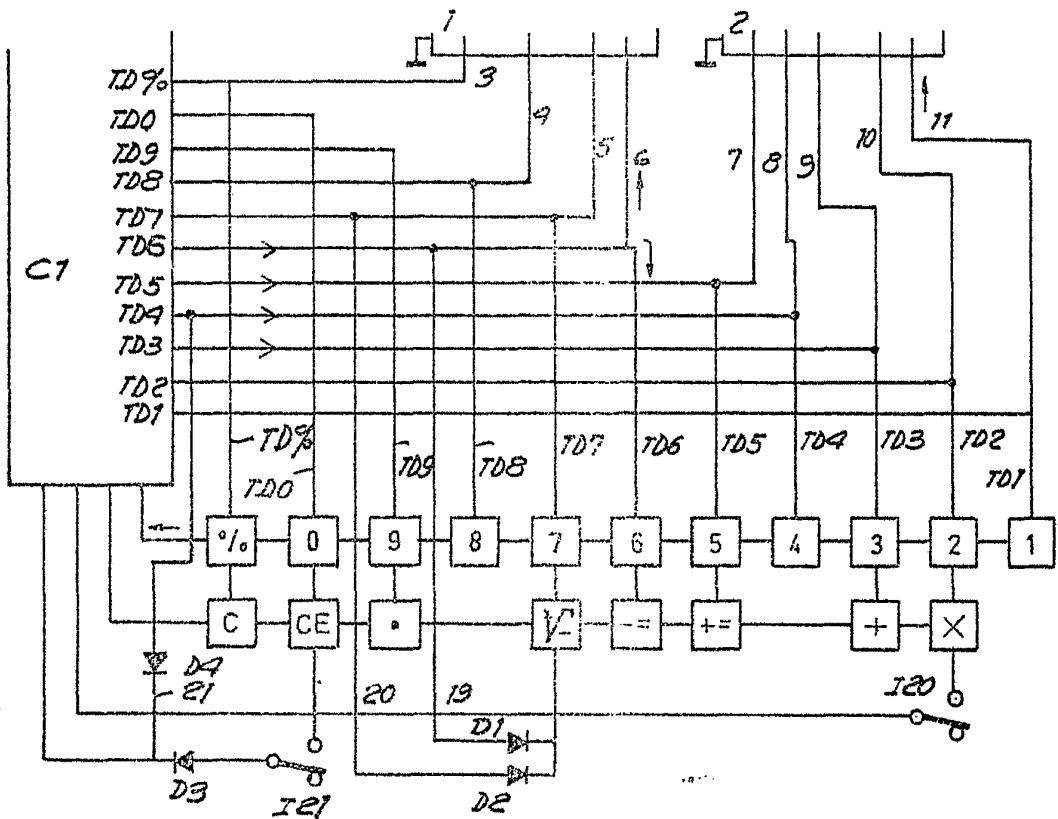 1 2
TD% 3
TD0 4 5 6 7 8 9 10 11
TD9
TD8
TD7
TD6
C1
TD5
TD4
TD3
TD2
TD1
TD% TD0 TD9 TD8 TD7 TD6 TD5 TD4 TD3 TD2 TD1
% 0 9 8 7 6 5 4 3 2 1
C CE • √ -= += + ×
D4
21 20 19 I20
D1
D3 I21 D2